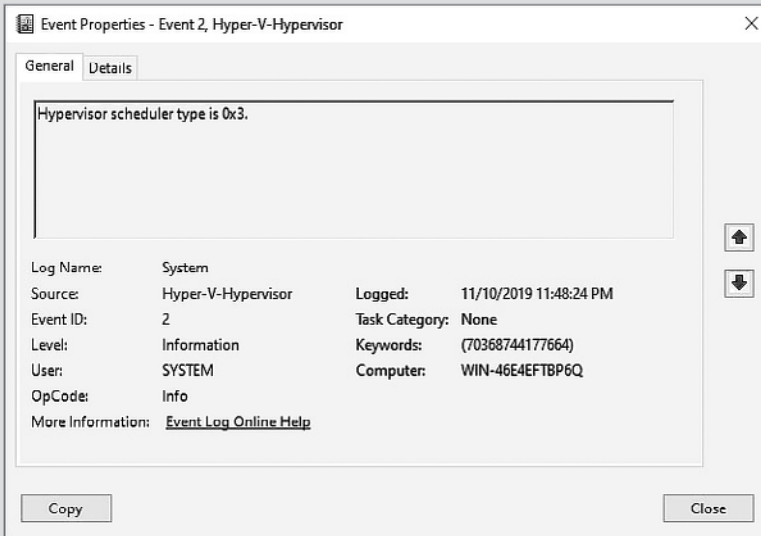 Event Properties - Event 2, Hyper-V-Hypervisor
General Details
Hypervisor scheduler type is 0x3.
Log Name: System
Source: Hyper-V-Hypervisor Logged: 11/10/2019 11:48:24 PM
Event ID: 2 Task Category: None
Level: Information Keywords: (70368744177664)
User: SYSTEM Computer: WIN-46E4EFTBP6Q
OpCode: Info
More Information: Event Log Online Help
Copy Close